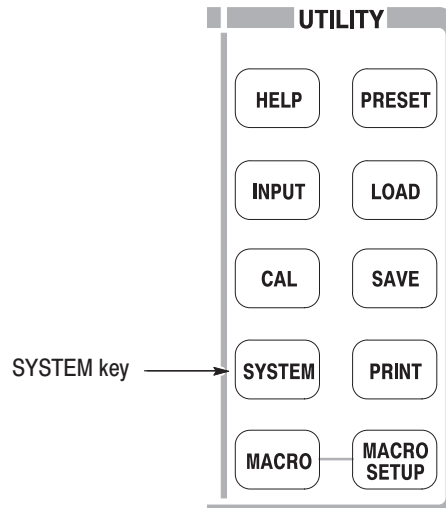 UTILITY
HELP PRESET
INPUT LOAD
CAL SAVE
SYSTEM key SYSTEM PRINT
MACRO MACRO
SETUP